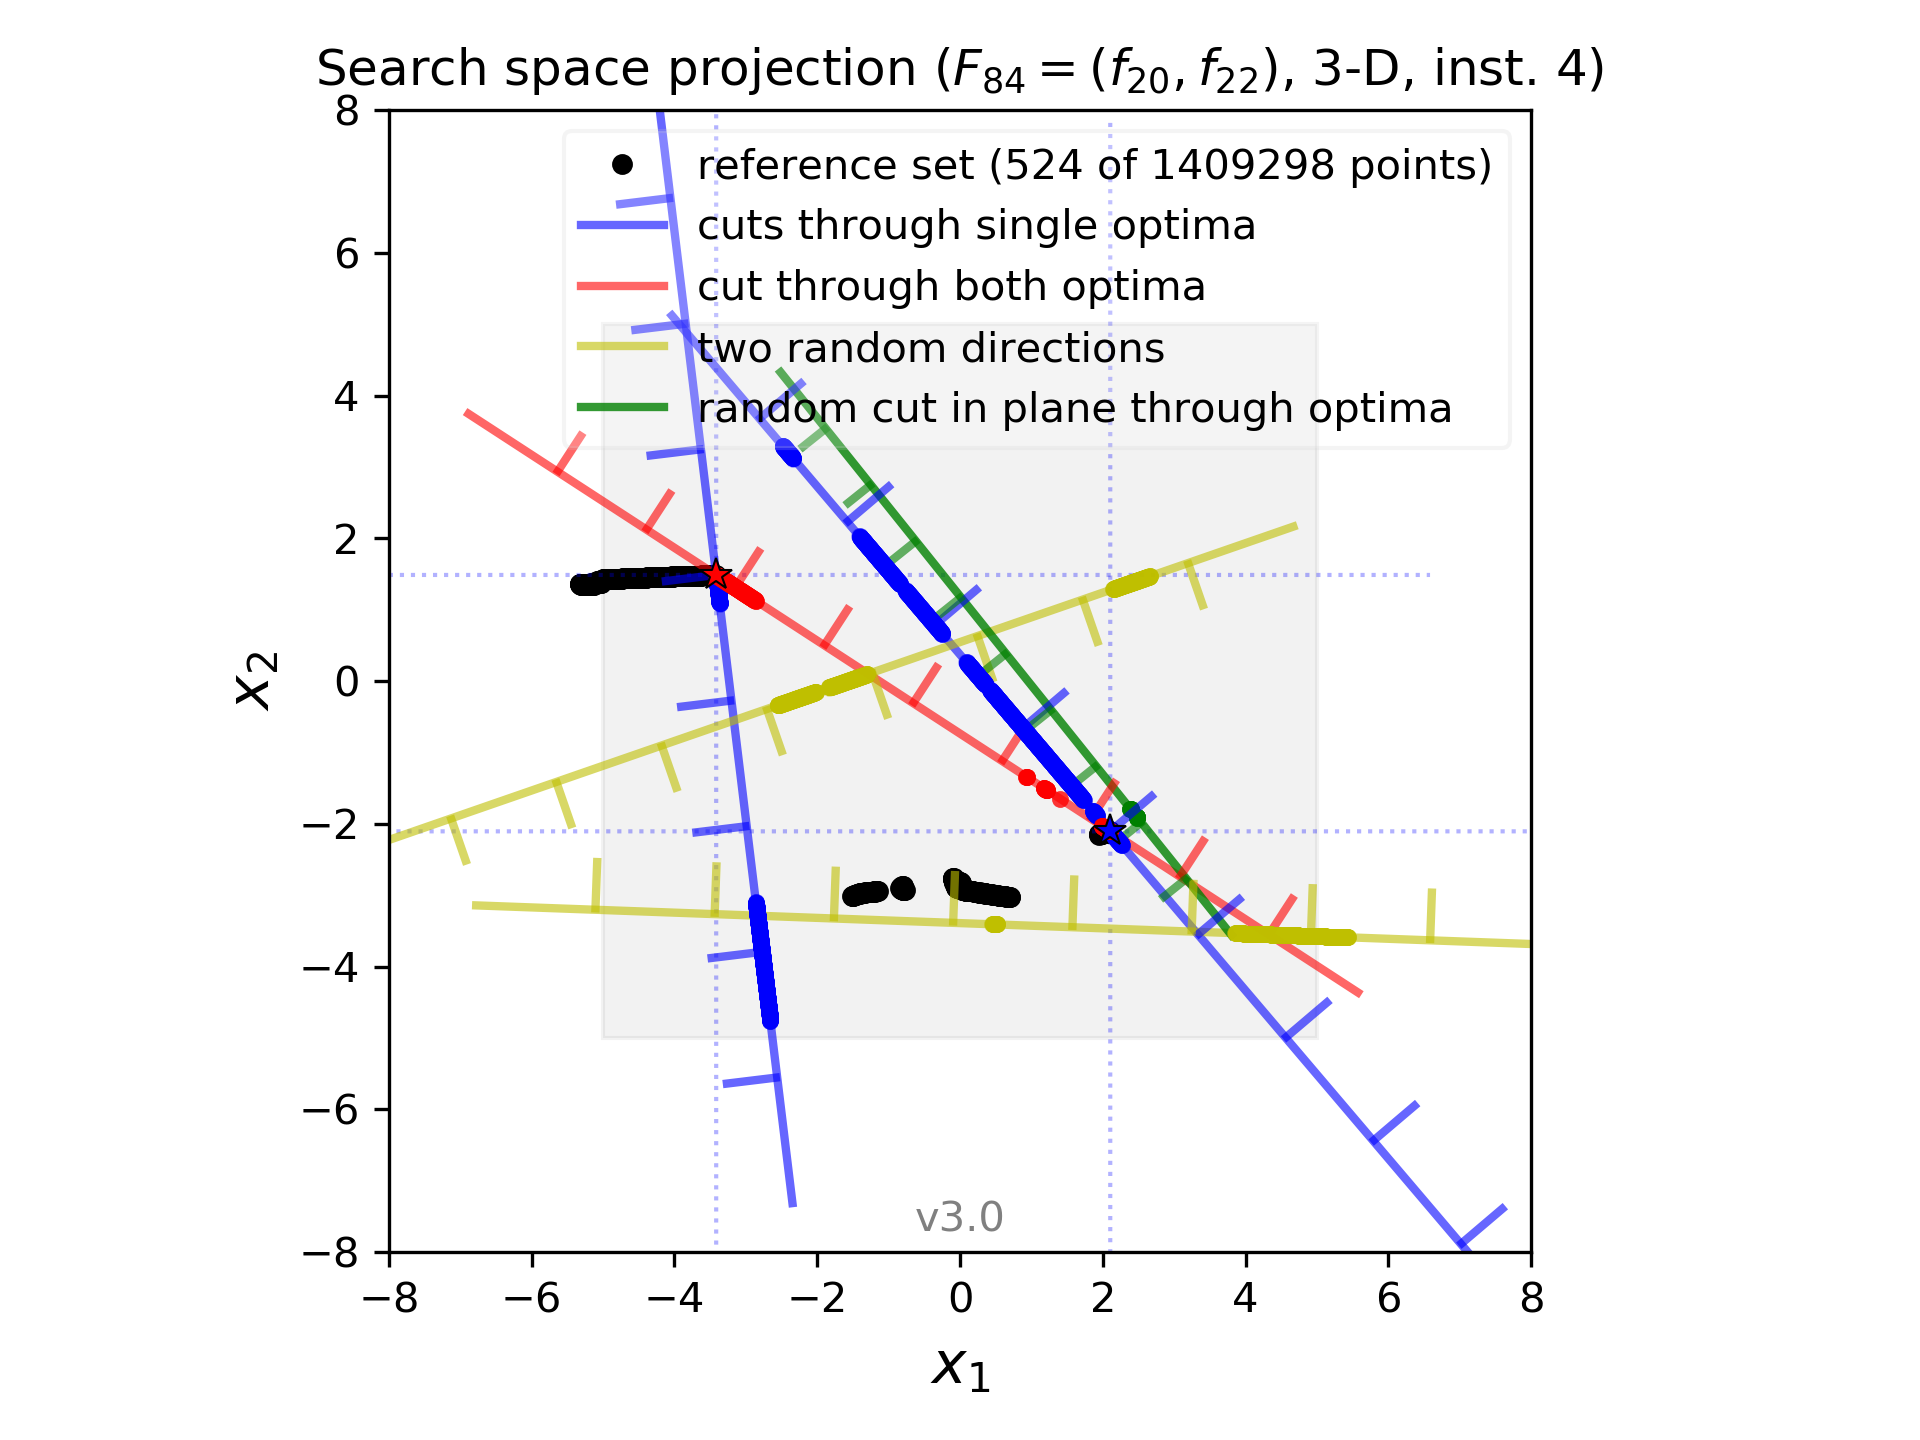 Search space projection (F₈₄ = (f₂₀, f₂₂), 3-D, inst. 4)
reference set (524 of 1409298 points)
cuts through single optima
cut through both optima
two random directions
random cut in plane through optima
8
6
4
2
0
−2
−4
−6
−8
x₂
v3.0
−8 −6 −4 −2 0 2 4 6 8
x₁